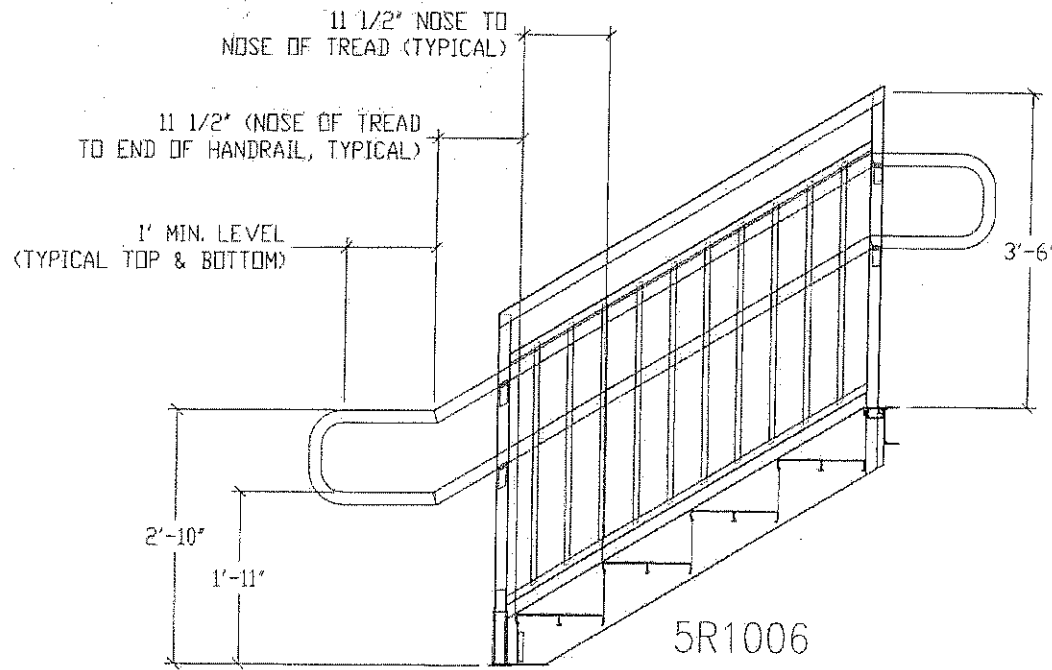 11 1/2" NOSE TO
NOSE OF TREAD (TYPICAL)
11 1/2" (NOSE OF TREAD
TO END OF HANDRAIL, TYPICAL)
1' MIN. LEVEL
(TYPICAL TOP & BOTTOM)
3'-6"
2'-10"
1'-11"
5R1006